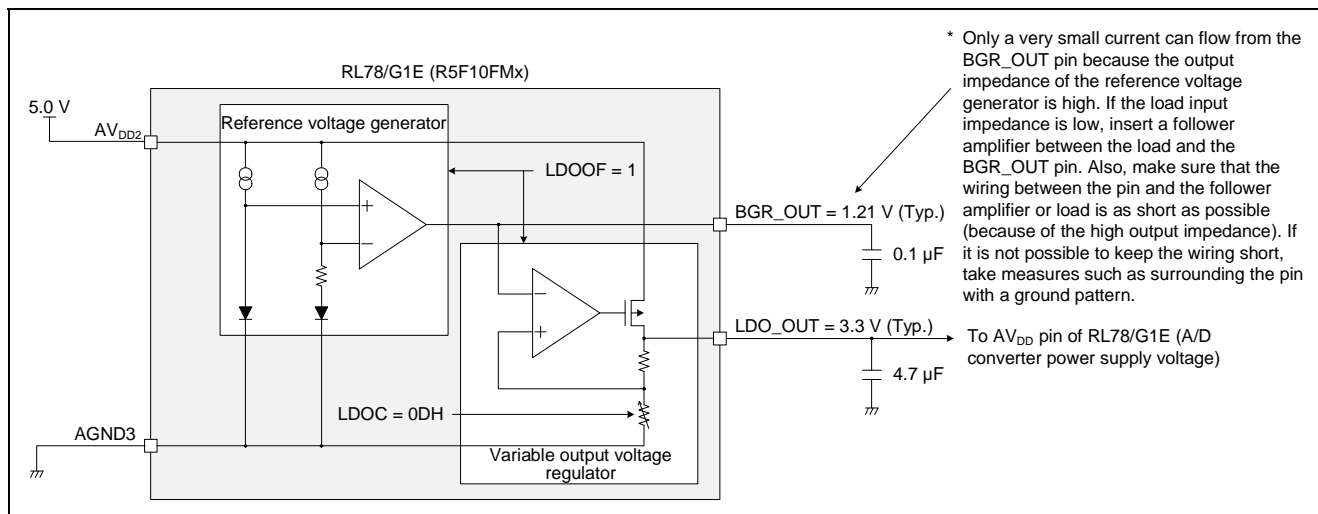 RL78/G1E (R5F10FMx)
5.0 V
AVDD2
Reference voltage generator
LDOOF = 1
+
−
BGR_OUT = 1.21 V (Typ.)
0.1 µF
−
+
LDO_OUT = 3.3 V (Typ.)
4.7 µF
LDOC = 0DH
AGND3
Variable output voltage
regulator
* Only a very small current can flow from the
BGR_OUT pin because the output
impedance of the reference voltage
generator is high. If the load input
impedance is low, insert a follower
amplifier between the load and the
BGR_OUT pin. Also, make sure that the
wiring between the pin and the follower
amplifier or load is as short as possible
(because of the high output impedance). If
it is not possible to keep the wiring short,
take measures such as surrounding the pin
with a ground pattern.
To AVDD pin of RL78/G1E (A/D
converter power supply voltage)